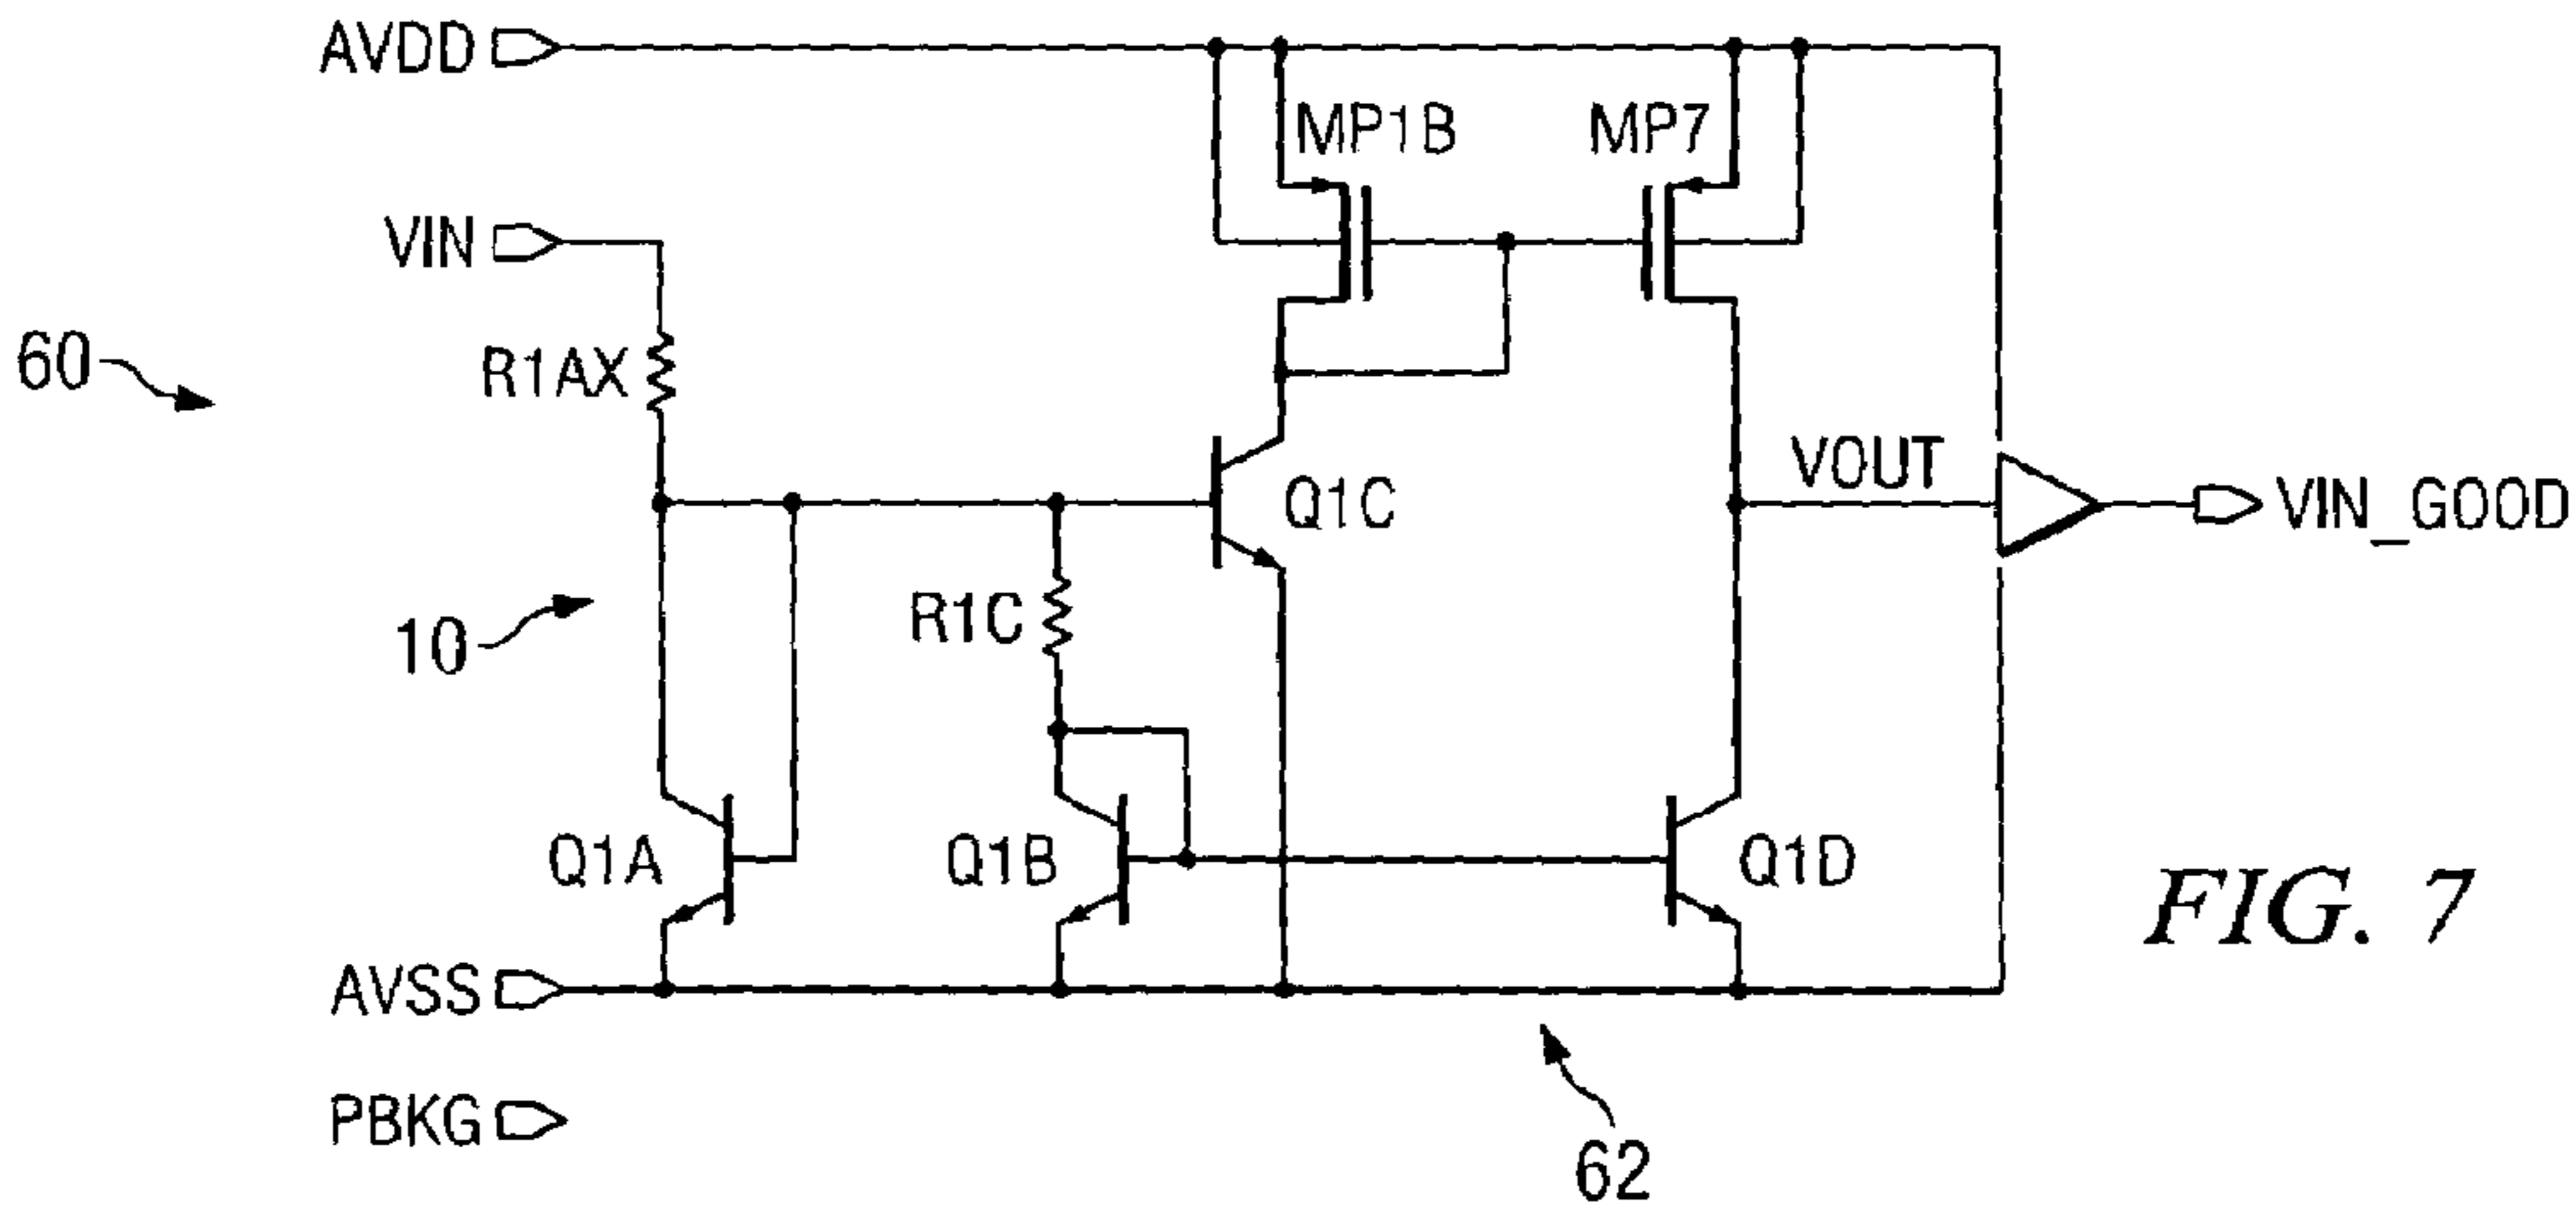 AVDD
MP1B MP7
VIN
60
R1AX
VOUT
Q1C
VIN_GOOD
10
R1C
Q1A
Q1B
Q1D
FIG. 7
AVSS
PBKG
62